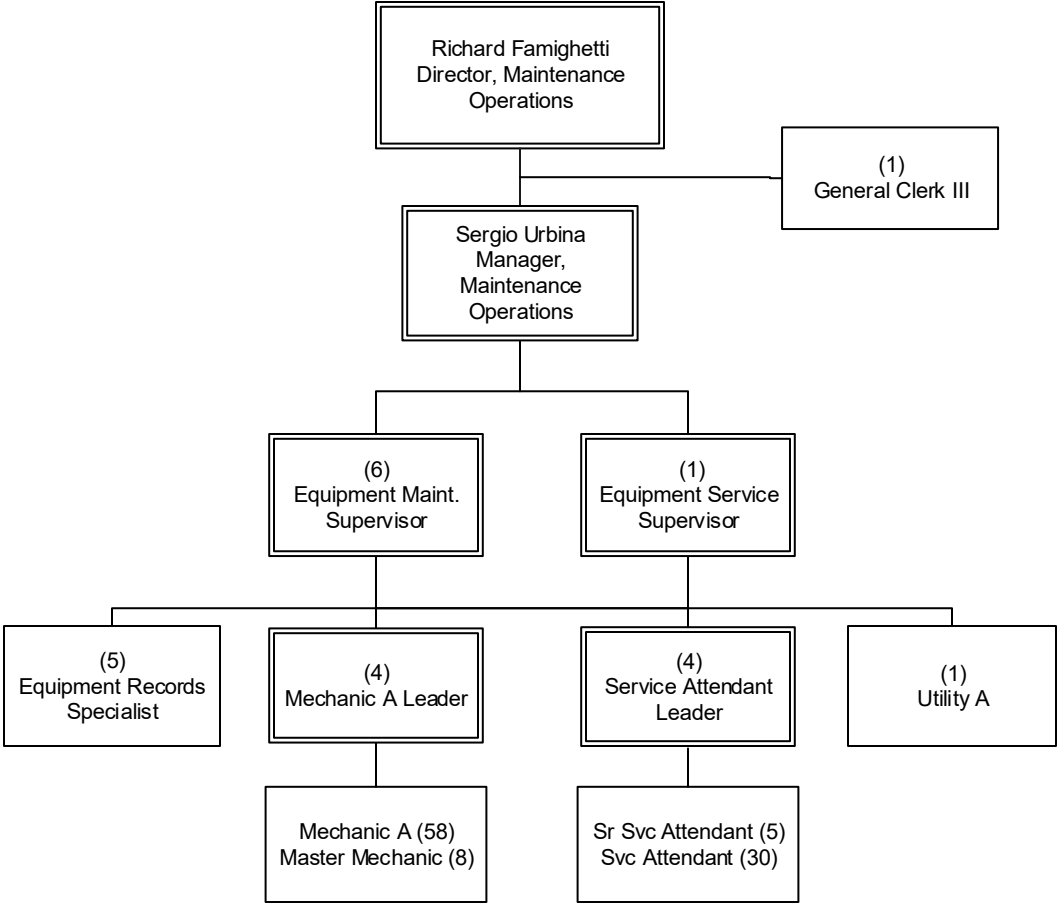 Richard Famighetti
Director, Maintenance
Operations
(1)
General Clerk III
Sergio Urbina
Manager,
Maintenance
Operations
(6)
Equipment Maint.
Supervisor
(1)
Equipment Service
Supervisor
(5)
Equipment Records
Specialist
(4)
Mechanic A Leader
(4)
Service Attendant
Leader
(1)
Utility A
Mechanic A (58)
Master Mechanic (8)
Sr Svc Attendant (5)
Svc Attendant (30)